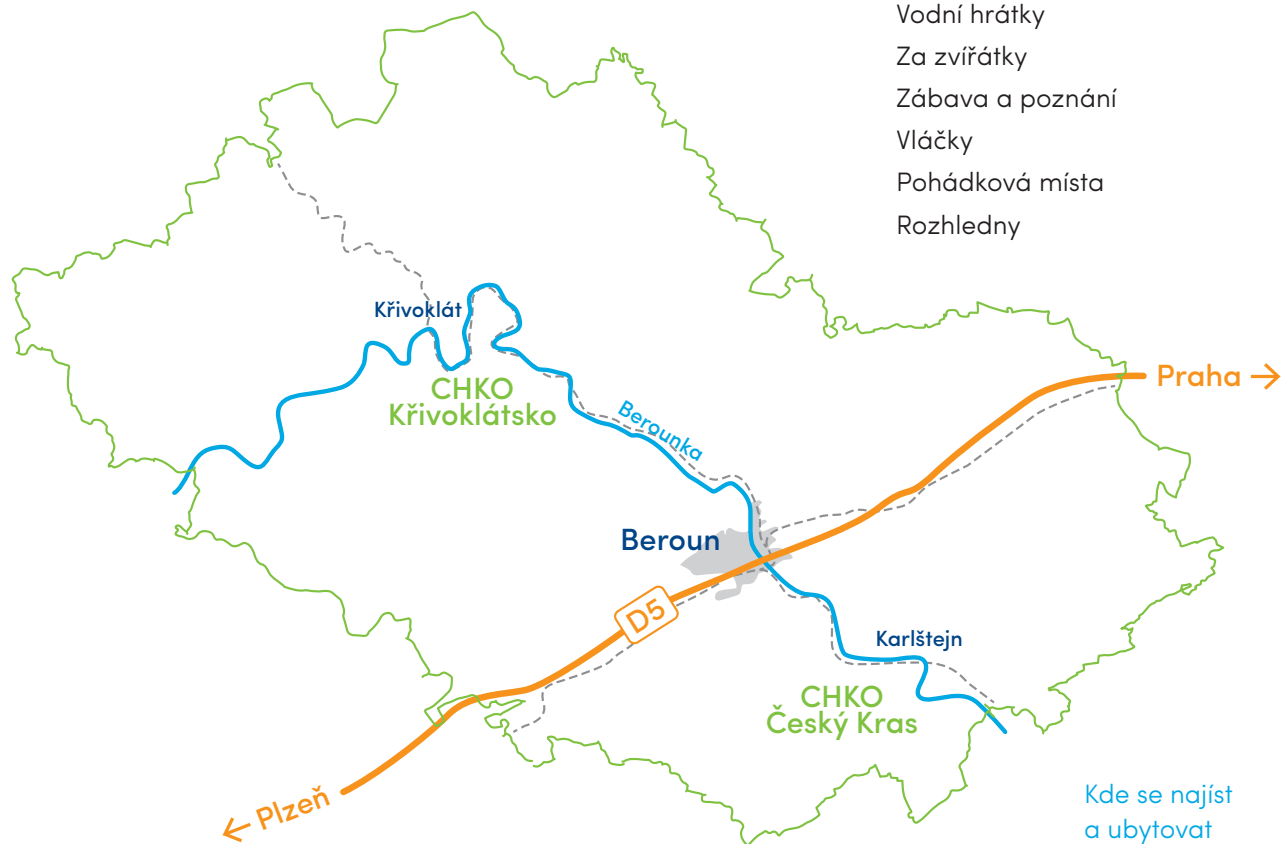 Vodní hrátky
Za zvířátky
Zábava a poznání
Vláčky
Pohádková místa
Rozhledny
Křivoklát
CHKO
Křivoklátsko
Praha →
Berounka
Beroun
D5
Karlštejn
CHKO
Český Kras
← Plzeň
Kde se najíst
a ubytovat